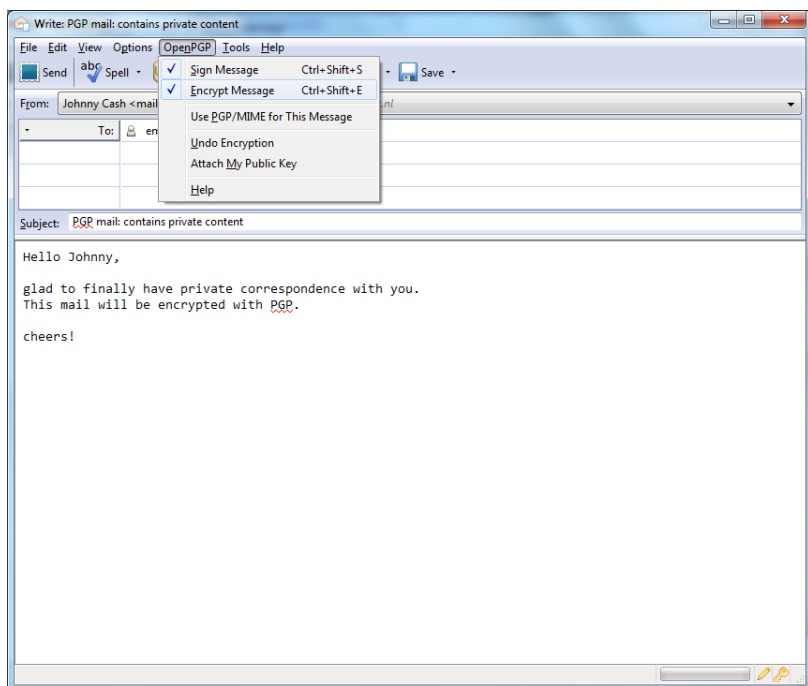 Write: PGP mail: contains private content
File Edit View Options OpenPGP Tools Help
Send abc Spell Save
Sign Message Ctrl+Shift+S
Encrypt Message Ctrl+Shift+E
Use PGP/MIME for This Message
Undo Encryption
Attach My Public Key
Help
From: Johnny Cash <mail nl
To: en
Subject: PGP mail: contains private content
Hello Johnny,
glad to finally have private correspondence with you.
This mail will be encrypted with PGP.
cheers!